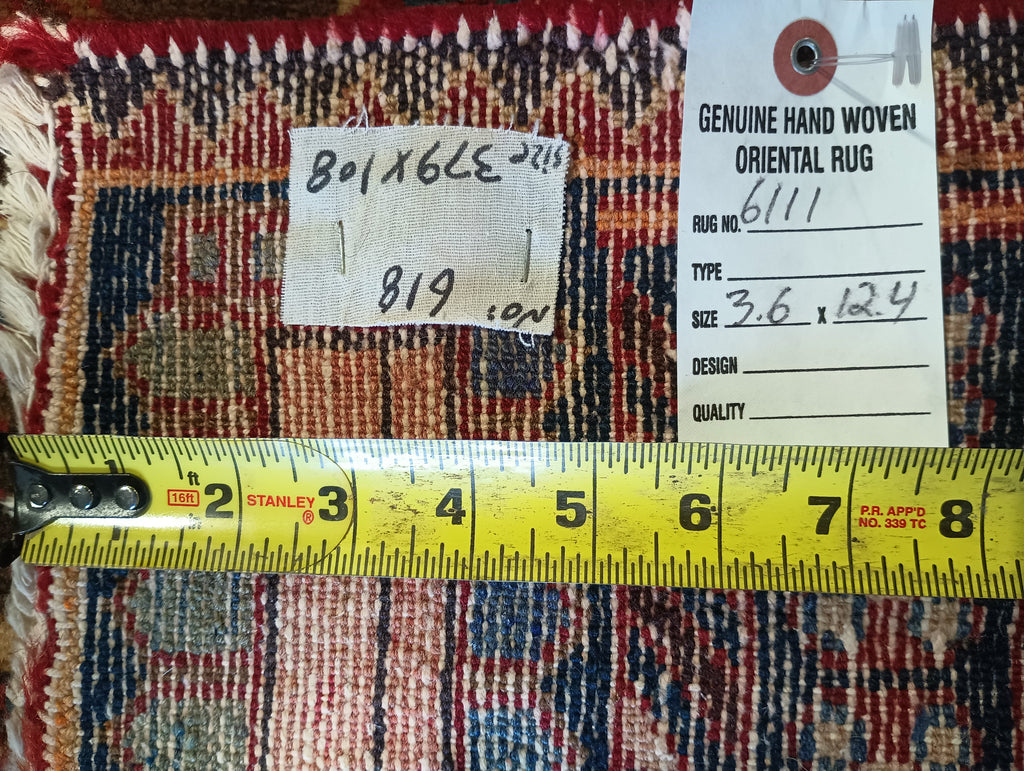 Size 379X108
No: 618
GENUINE HAND WOVEN
ORIENTAL RUG
RUG NO. 6111
TYPE
SIZE 3.6 X 12.4
DESIGN
QUALITY
1 ft 16ft 2 STANLEY ® 3 4 5 6 7 P.R. APP'D NO. 339 TC 8